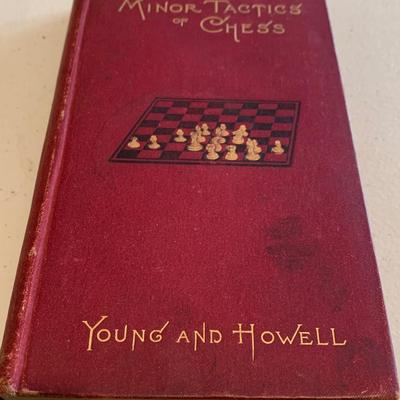 Minor Tactics
of Chess
Young and Howell